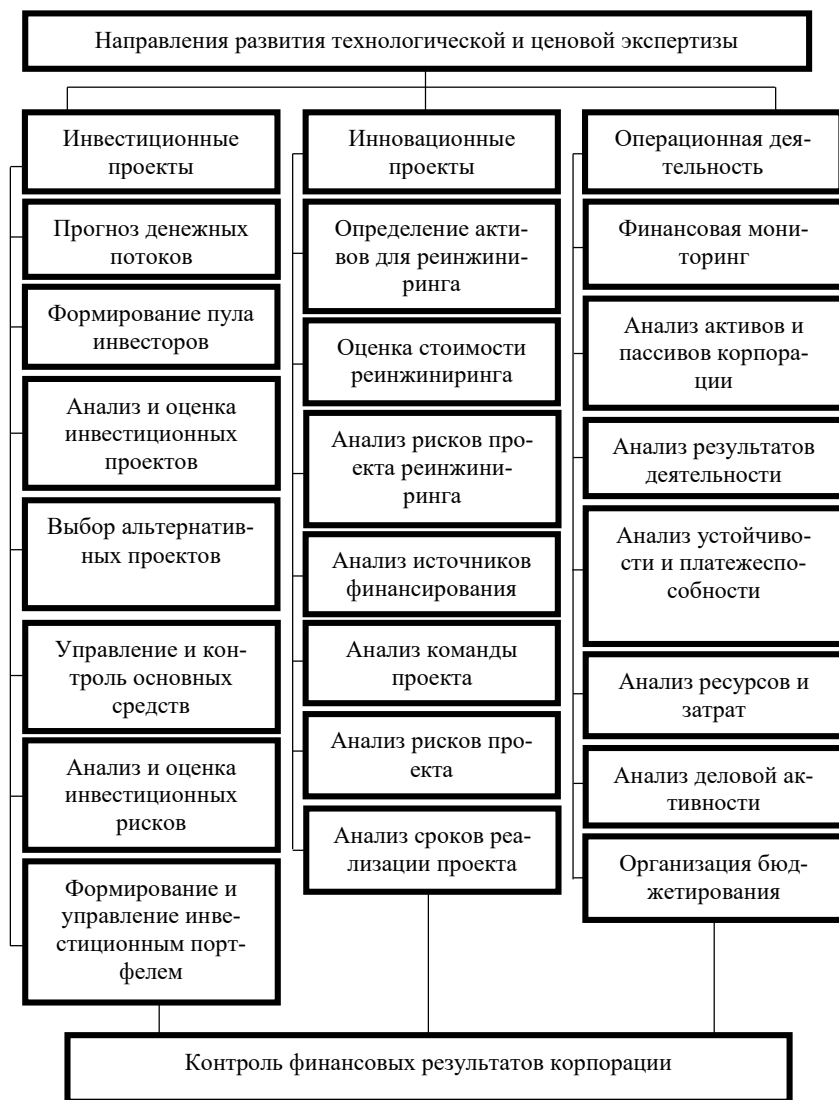 Направления развития технологической и ценовой экспертизы
Инвестиционные
проекты
Прогноз денежных
потоков
Формирование пула
инвесторов
Анализ и оценка
инвестиционных
проектов
Выбор альтернатив-
ных проектов
Управление и кон-
троль основных
средств
Анализ и оценка
инвестиционных
рисков
Формирование и
управление инве-
стиционным порт-
фелем
Инновационные
проекты
Определение акти-
вов для реинжини-
ринга
Оценка стоимости
реинжиниринга
Анализ рисков про-
екта реинжини-
ринга
Анализ источников
финансирования
Анализ команды
проекта
Анализ рисков про-
екта
Анализ сроков реа-
лизации проекта
Операционная дея-
тельность
Финансовая мони-
торинг
Анализ активов и
пассивов корпора-
ции
Анализ результатов
деятельности
Анализ устойчиво-
сти и платежеспо-
собности
Анализ ресурсов и
затрат
Анализ деловой ак-
тивности
Организация бюд-
жетирования
Контроль финансовых результатов корпорации